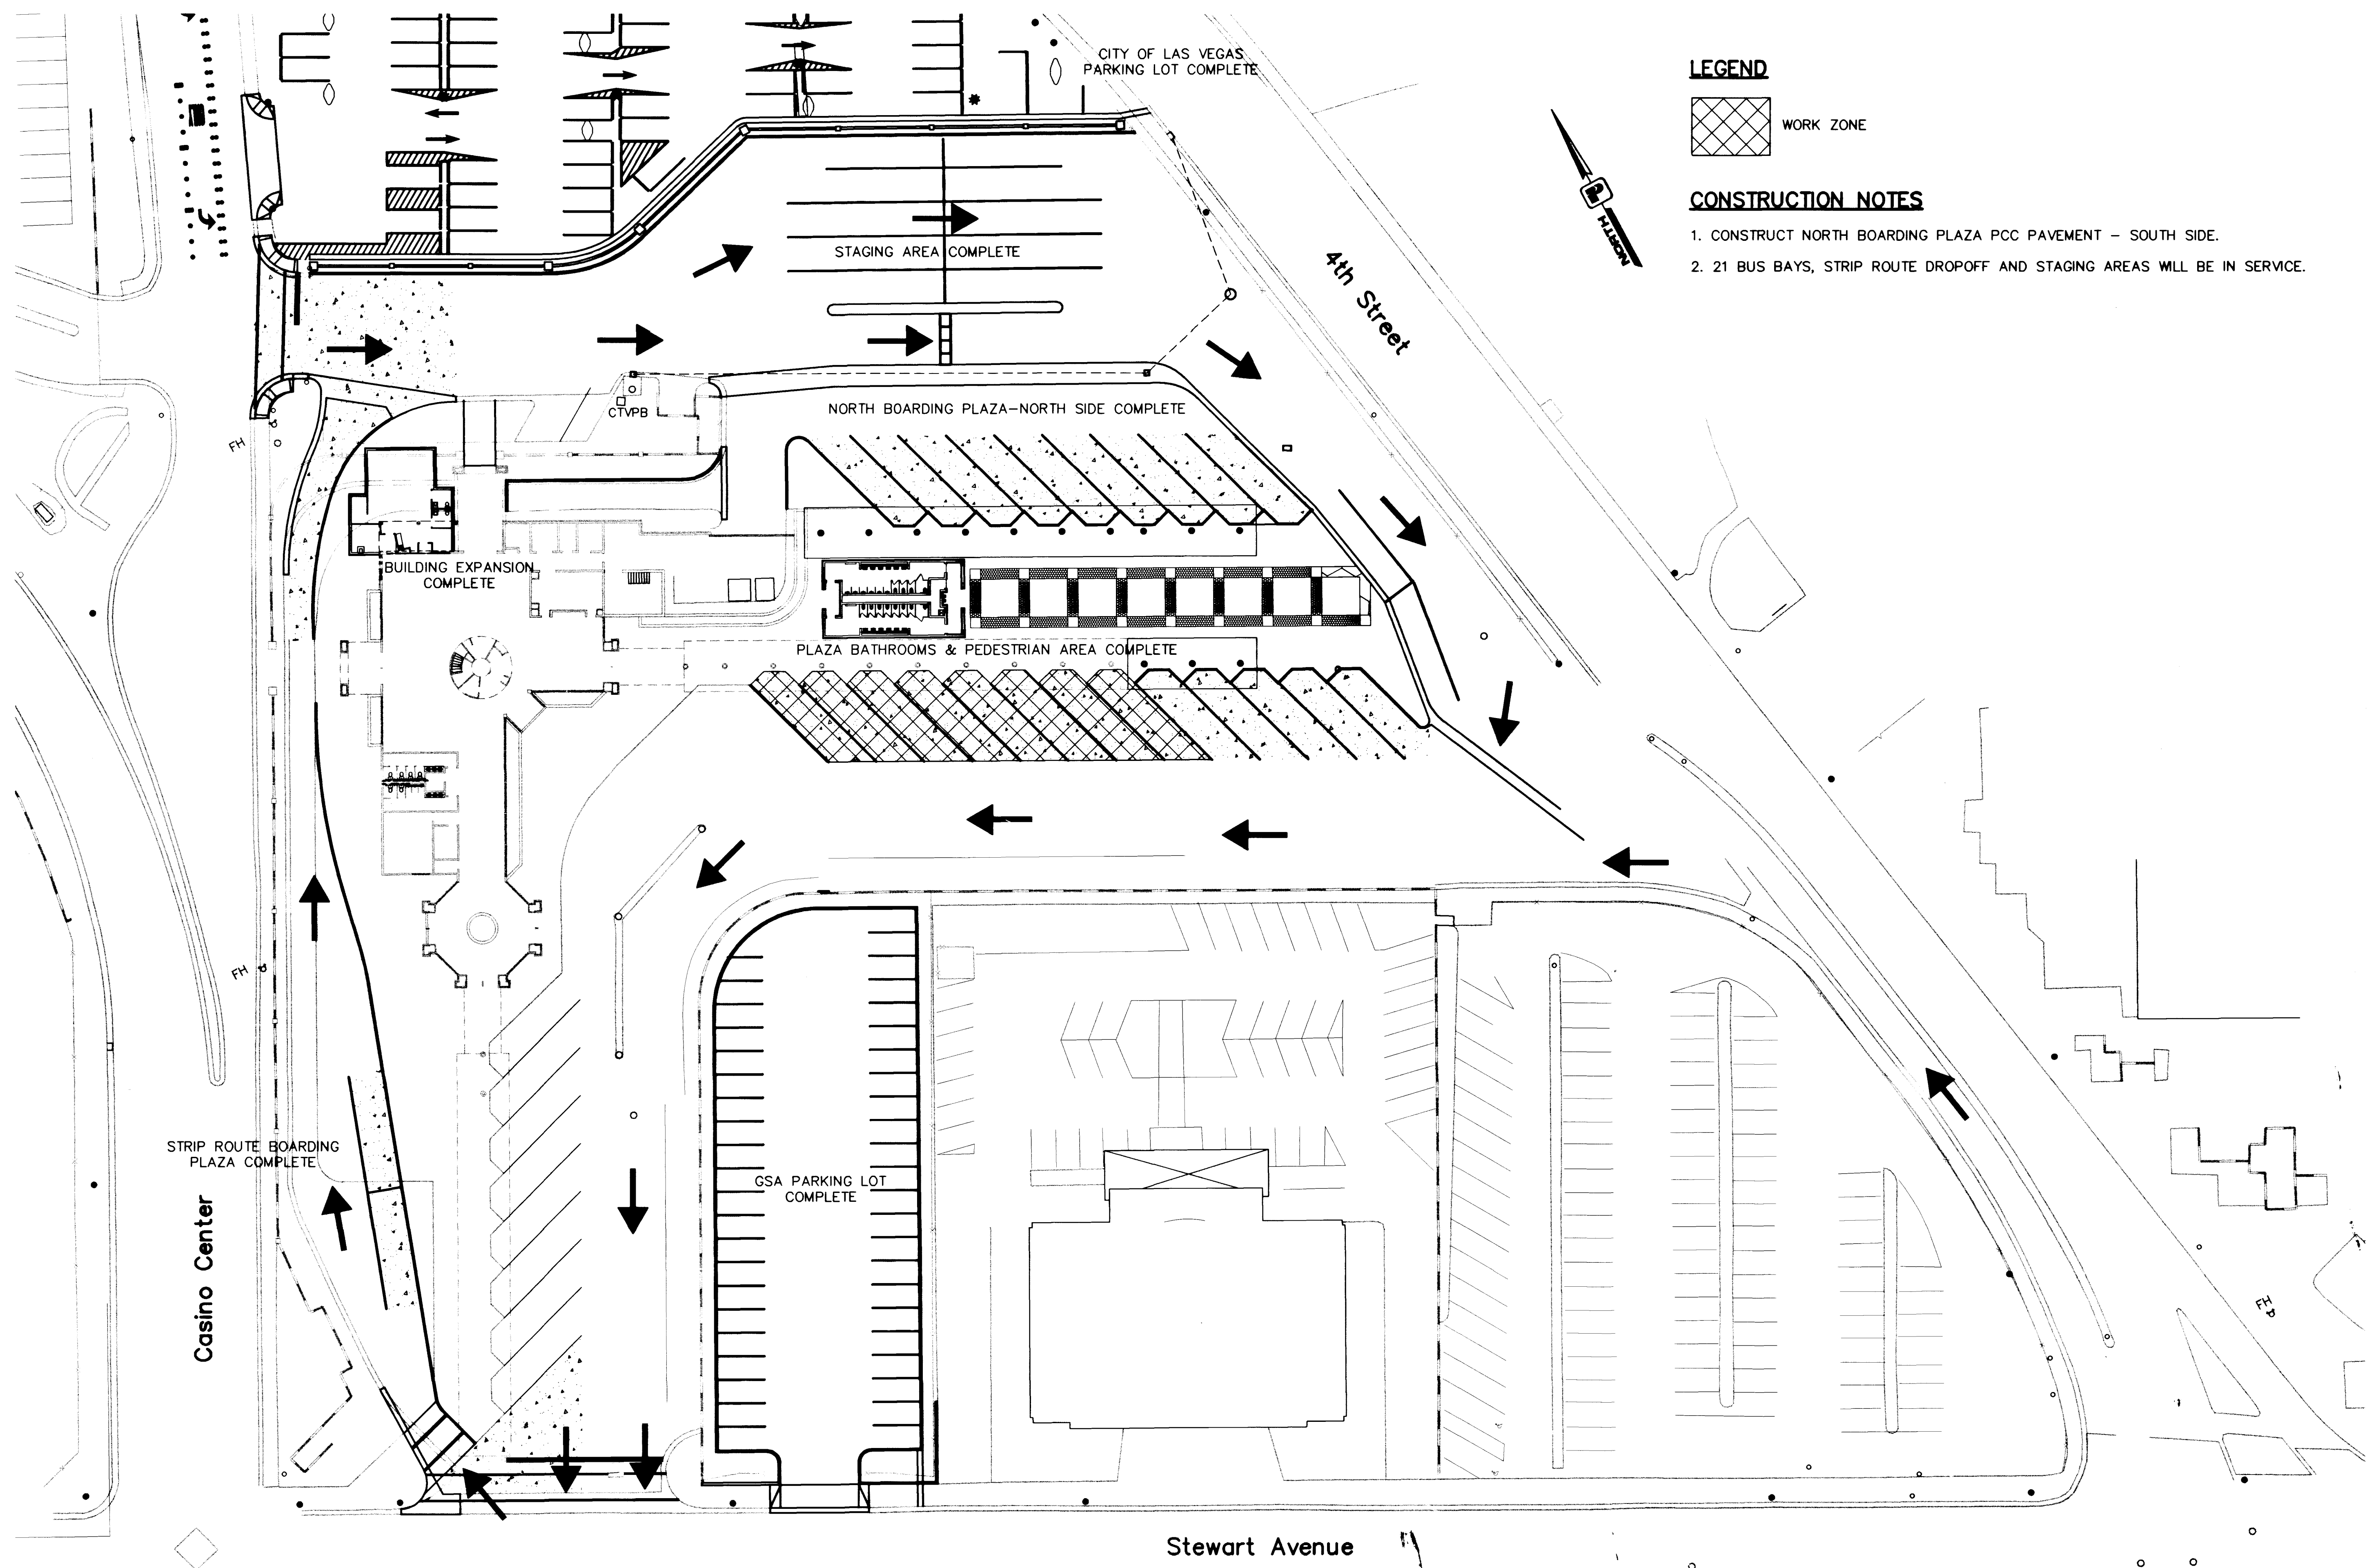 CITY OF LAS VEGAS
PARKING LOT COMPLETE
LEGEND
WORK ZONE
NORTH
CONSTRUCTION NOTES
1. CONSTRUCT NORTH BOARDING PLAZA PCC PAVEMENT – SOUTH SIDE.
2. 21 BUS BAYS, STRIP ROUTE DROPOFF AND STAGING AREAS WILL BE IN SERVICE.
STAGING AREA COMPLETE
4th Street
CTVPB
NORTH BOARDING PLAZA–NORTH SIDE COMPLETE
FH
BUILDING EXPANSION
COMPLETE
PLAZA BATHROOMS & PEDESTRIAN AREA COMPLETE
FH
STRIP ROUTE BOARDING
PLAZA COMPLETE
GSA PARKING LOT
COMPLETE
Casino Center
FH
Stewart Avenue